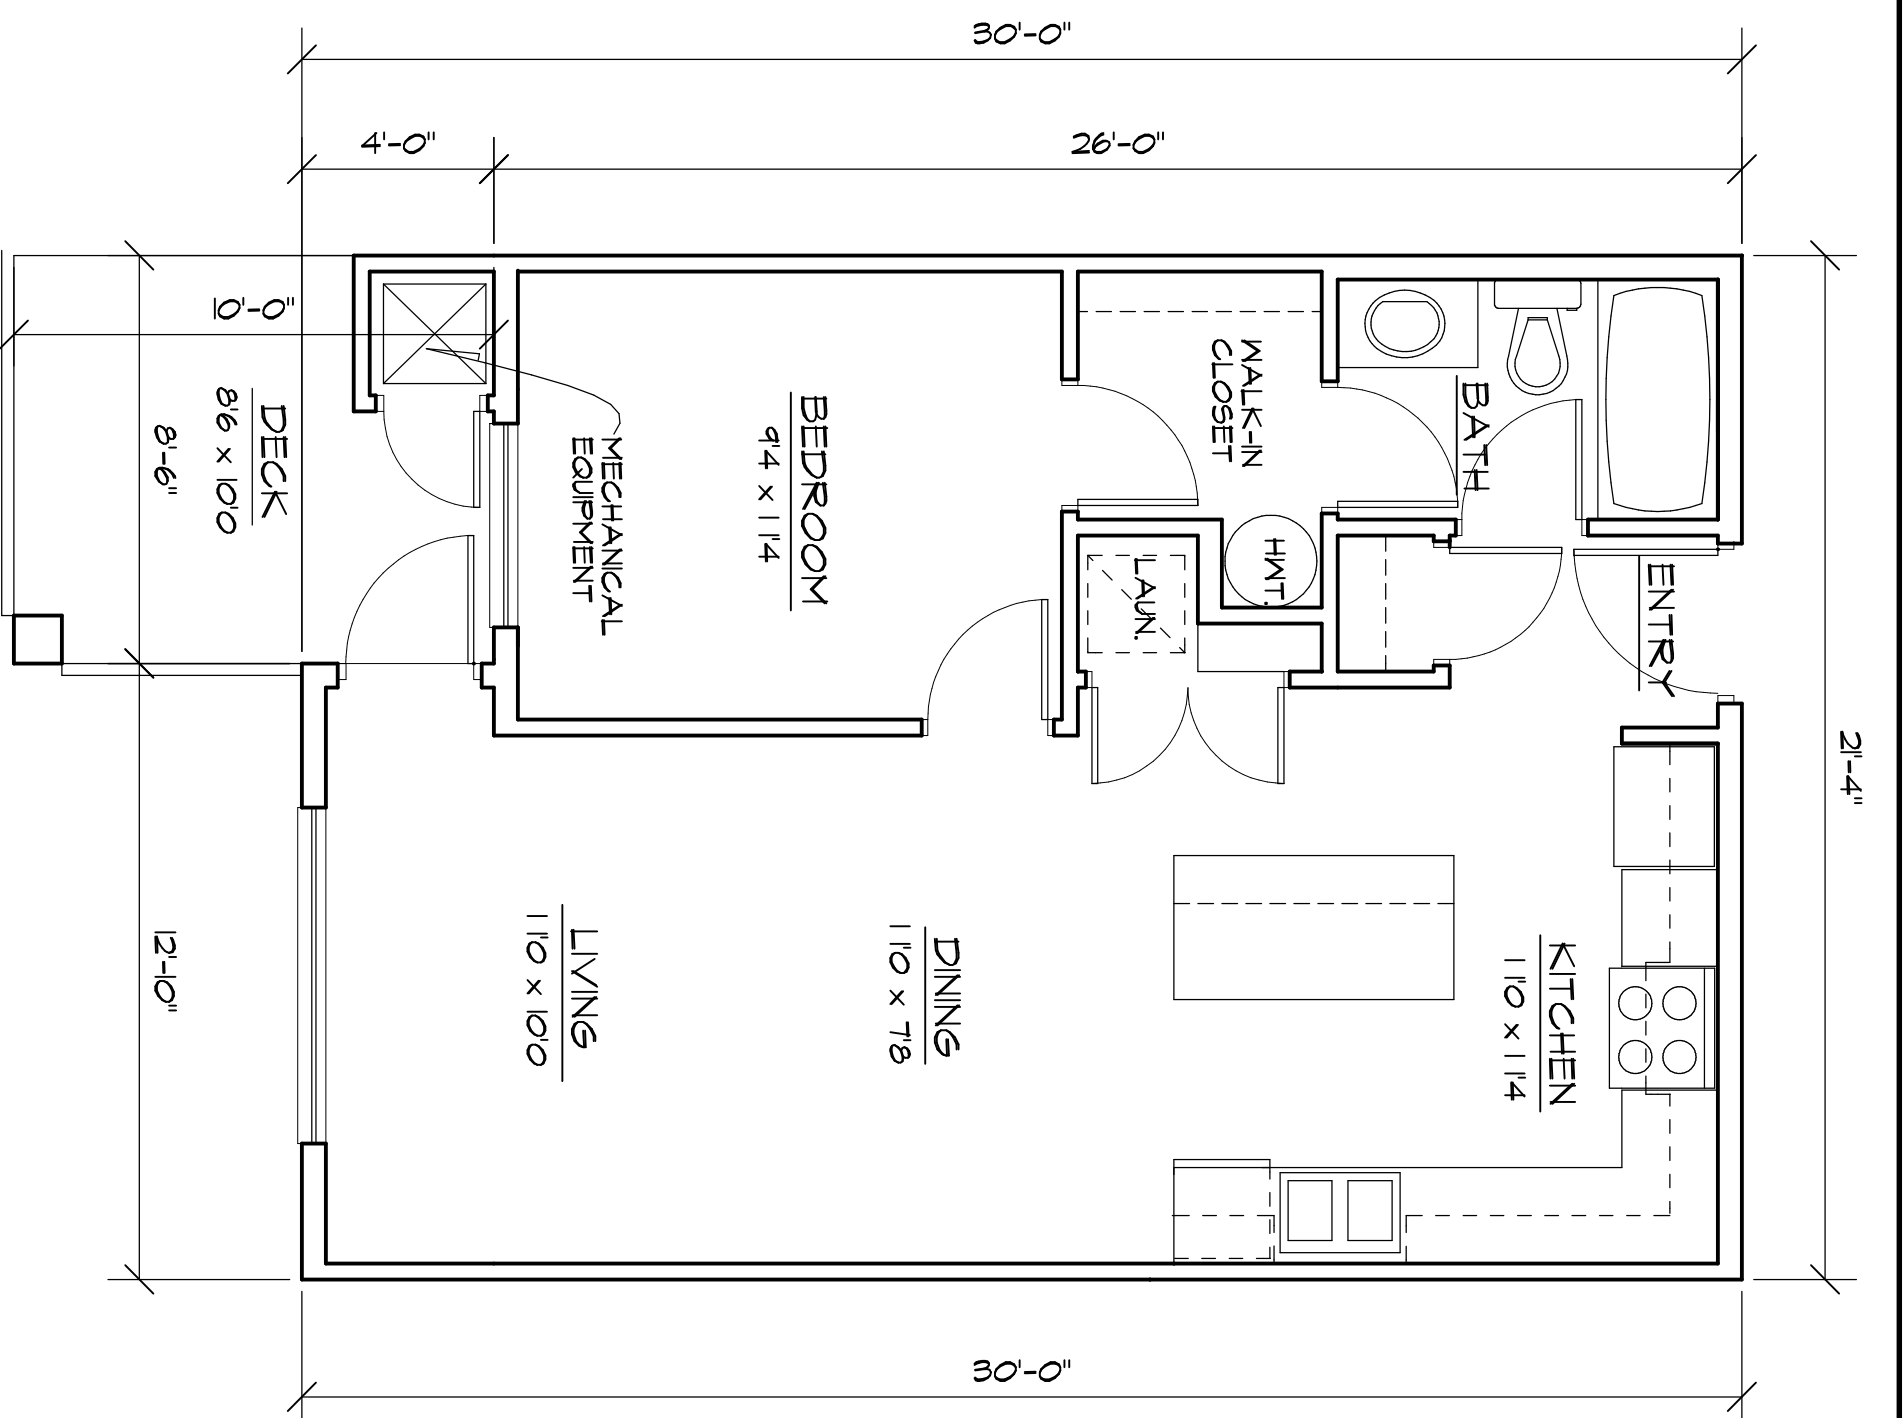 30'-0"
4'-0"
26'-0"
10'-0"
DECK
8'6 x 10'0
8'-6"
MECHANICAL
EQUIPMENT
BEDROOM
9'4 x 11'4
WALK-IN
CLOSET
BATH
HWT.
LAUN.
ENTRY
21'-4"
LIVING
11'0 x 10'0
DINING
11'0 x 7'8
KITCHEN
11'0 x 11'4
12'-10"
30'-0"